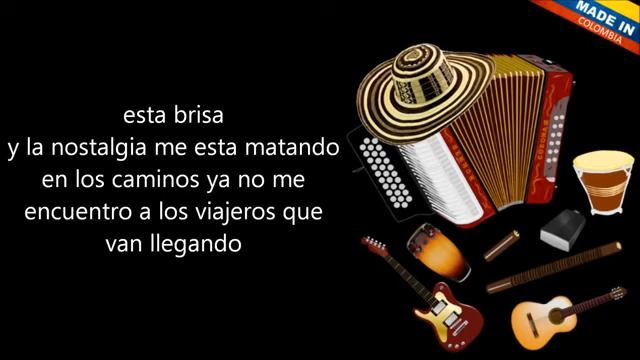 MADE IN
COLOMBIA
esta brisa
y la nostalgia me esta matando
en los caminos ya no me
encuentro a los viajeros que
van llegando